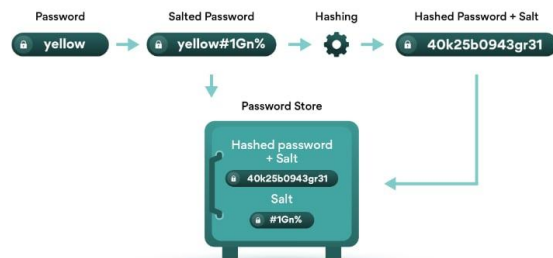 Password
Salted Password
Hashing
Hashed Password + Salt
yellow
yellow#1Gn%
40k25b0943gr31
Password Store
Hashed password
+ Salt
40k25b0943gr31
Salt
#1Gn%